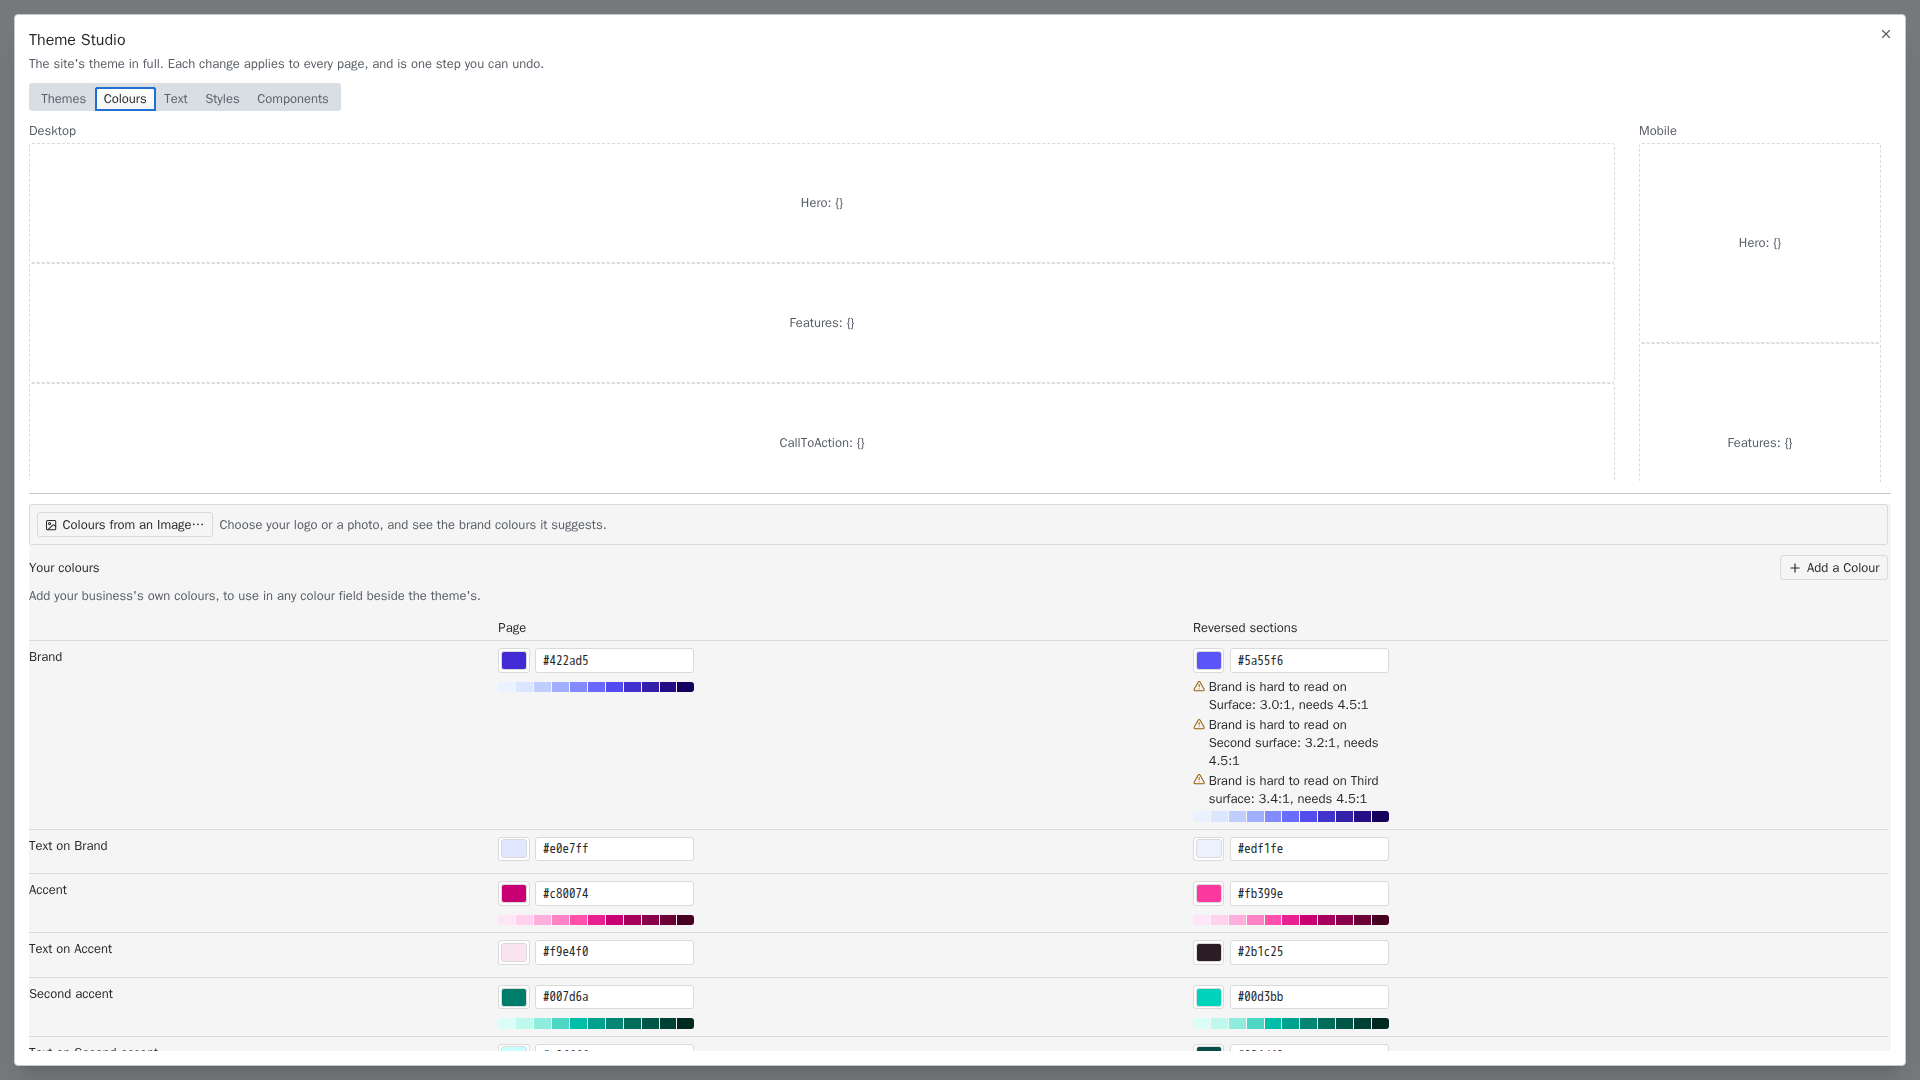 Theme Studio
The site's theme in full. Each change applies to every page, and is one step you can undo.
Themes Colours Text Styles Components
Desktop
Mobile
Hero: {}
Hero: {}
Features: {}
CallToAction: {}
Features: {}
Colours from an Image… Choose your logo or a photo, and see the brand colours it suggests.
Your colours
Add a Colour
Add your business's own colours, to use in any colour field beside the theme's.
Page Reversed sections
Brand #422ad5 #5a55f6
Brand is hard to read on
Surface: 3.0:1, needs 4.5:1
Brand is hard to read on
Second surface: 3.2:1, needs
4.5:1
Brand is hard to read on Third
surface: 3.4:1, needs 4.5:1
Text on Brand #e0e7ff #edf1fe
Accent #c80074 #fb399e
Text on Accent #f9e4f0 #2b1c25
Second accent #007d6a #00d3bb
Text on Second accent